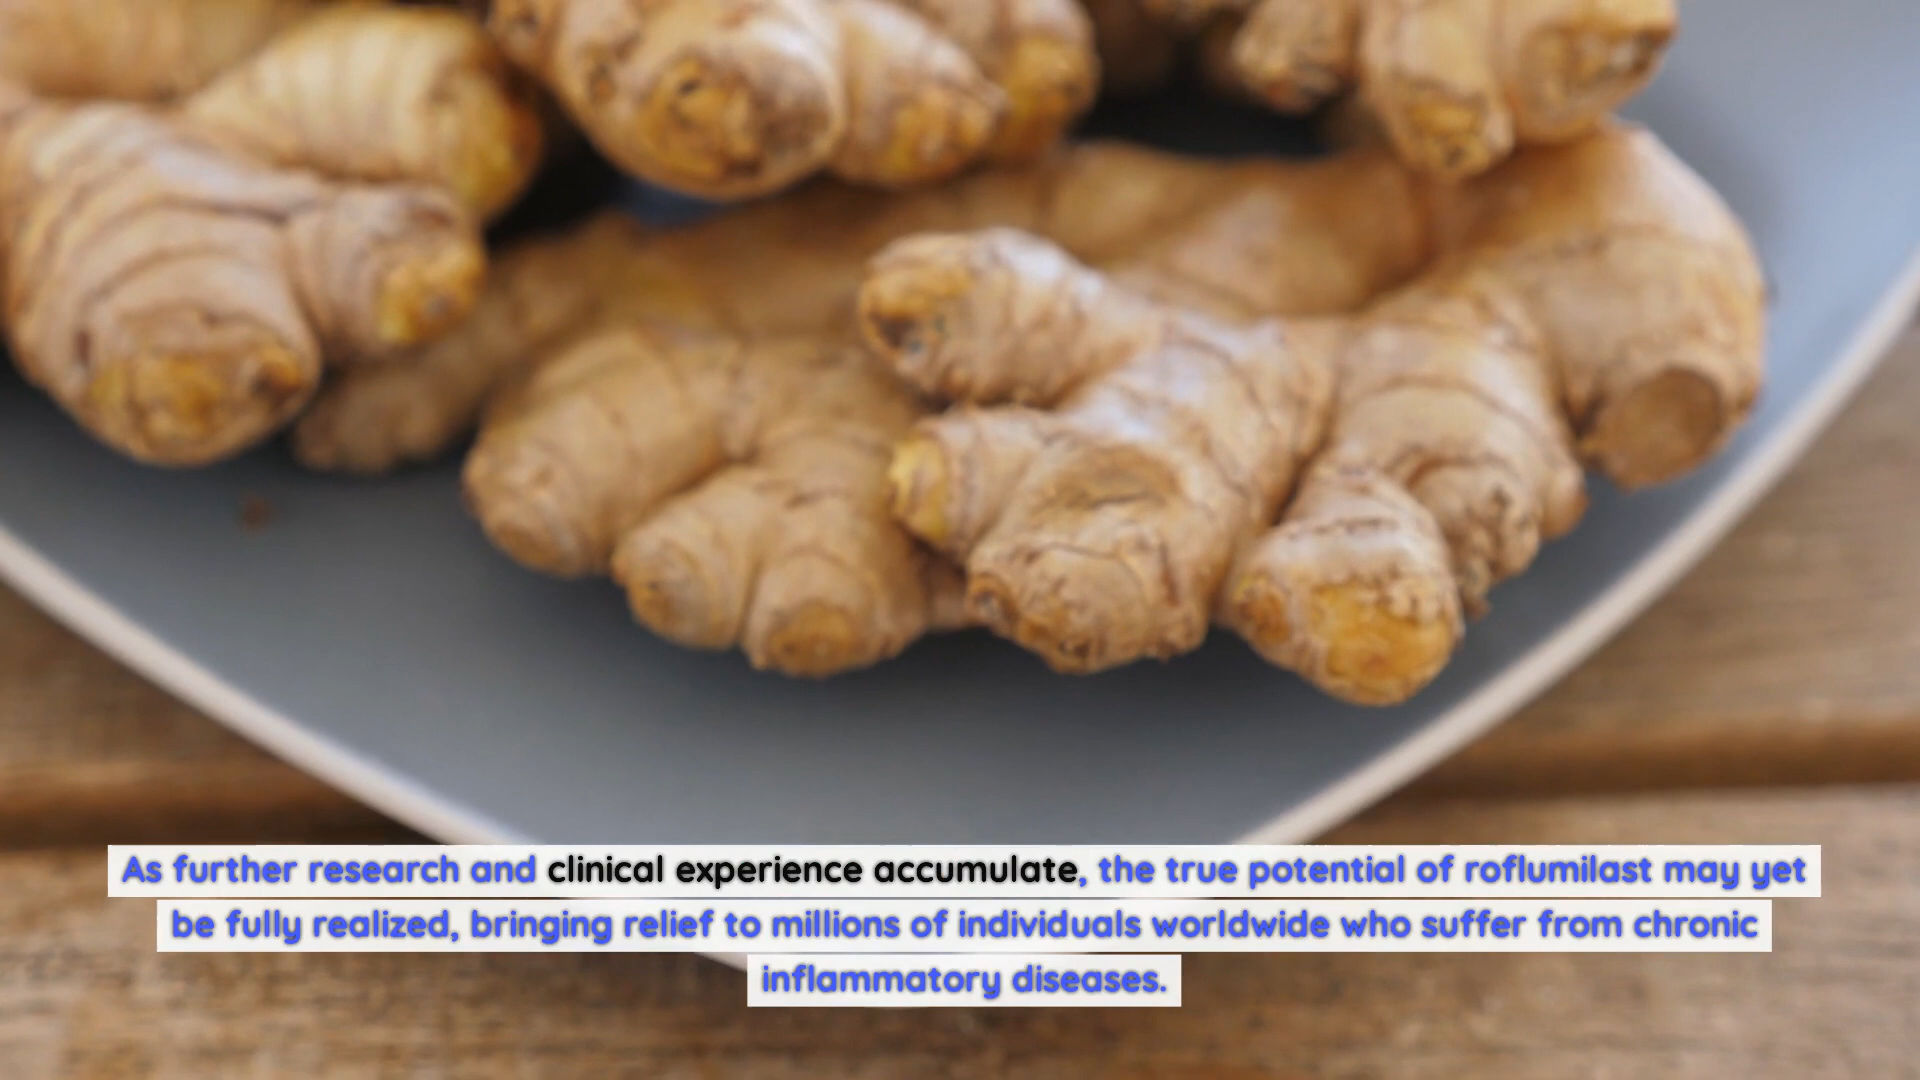 As further research and clinical experience accumulate, the true potential of roflumilast may yet
be fully realized, bringing relief to millions of individuals worldwide who suffer from chronic
inflammatory diseases.